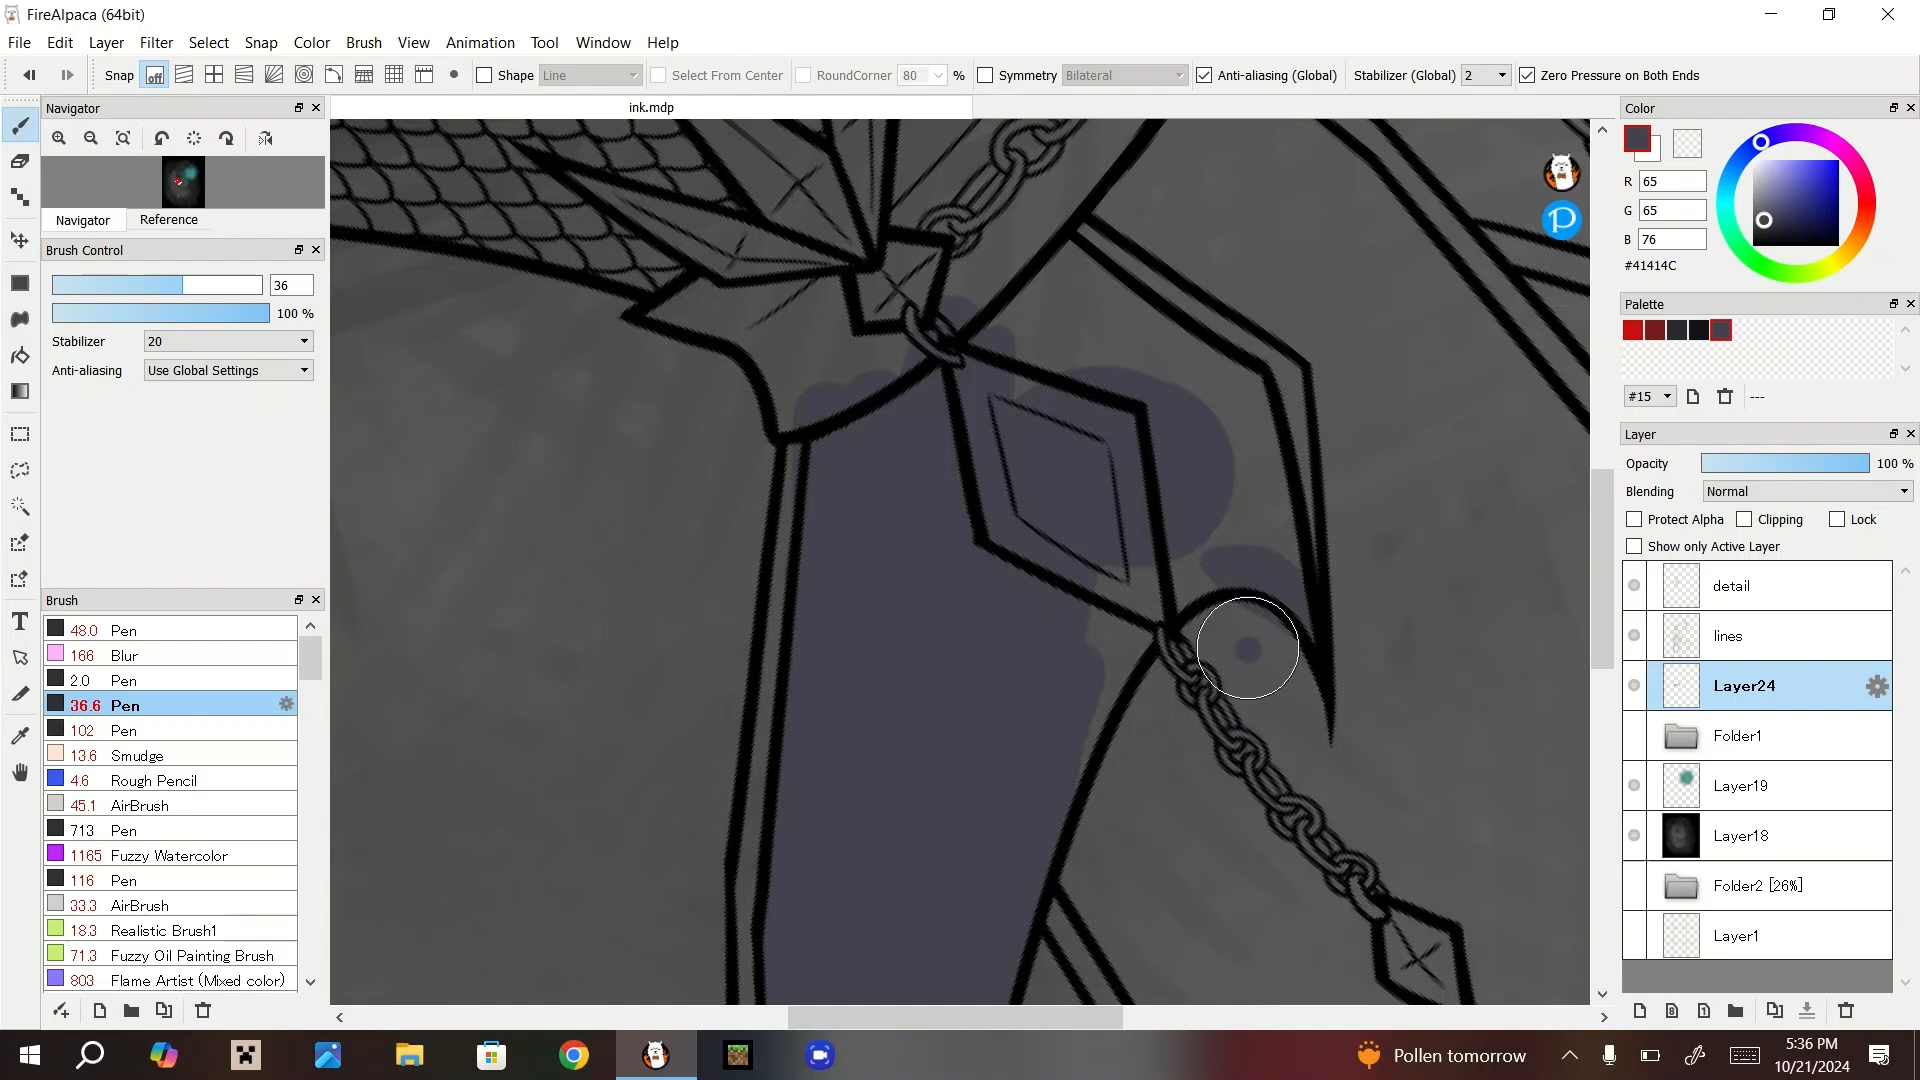 FireAlpaca (64bit)
File Edit Layer Filter Select Snap Color Brush View Animation Tool Window Help
Snap off Shape Line Select From Center RoundCorner 80 % Symmetry Bilateral Anti-aliasing (Global) Stabilizer (Global) 2 Zero Pressure on Both Ends
Navigator
ink.mdp
Navigator Reference
Brush Control
36
100 %
Stabilizer 20
Anti-aliasing Use Global Settings
Brush
48.0 Pen
166 Blur
2.0 Pen
36.6 Pen
102 Pen
13.6 Smudge
4.6 Rough Pencil
45.1 AirBrush
713 Pen
1165 Fuzzy Watercolor
116 Pen
33.3 AirBrush
18.3 Realistic Brush1
71.3 Fuzzy Oil Painting Brush
803 Flame Artist (Mixed color)
Color
R 65
G 65
B 76
#41414C
Palette
#15 ---
Layer
Opacity 100 %
Blending Normal
Protect Alpha Clipping Lock
Show only Active Layer
detail
lines
Layer24
Folder1
Layer19
Layer18
Folder2 [26%]
Layer1
Pollen tomorrow
5:36 PM
10/21/2024